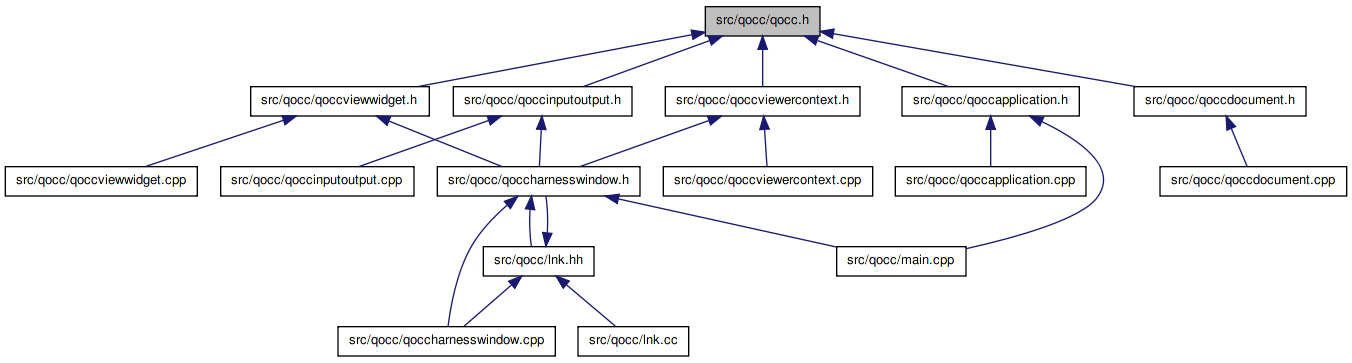 src/qocc/qocc.h
src/qocc/qoccviewwidget.h
src/qocc/qoccinputoutput.h
src/qocc/qoccviewercontext.h
src/qocc/qoccapplication.h
src/qocc/qoccdocument.h
src/qocc/qoccviewwidget.cpp
src/qocc/qoccinputoutput.cpp
src/qocc/qoccharnesswindow.h
src/qocc/qoccviewercontext.cpp
src/qocc/qoccapplication.cpp
src/qocc/qoccdocument.cpp
src/qocc/lnk.hh
src/qocc/main.cpp
src/qocc/qoccharnesswindow.cpp
src/qocc/lnk.cc